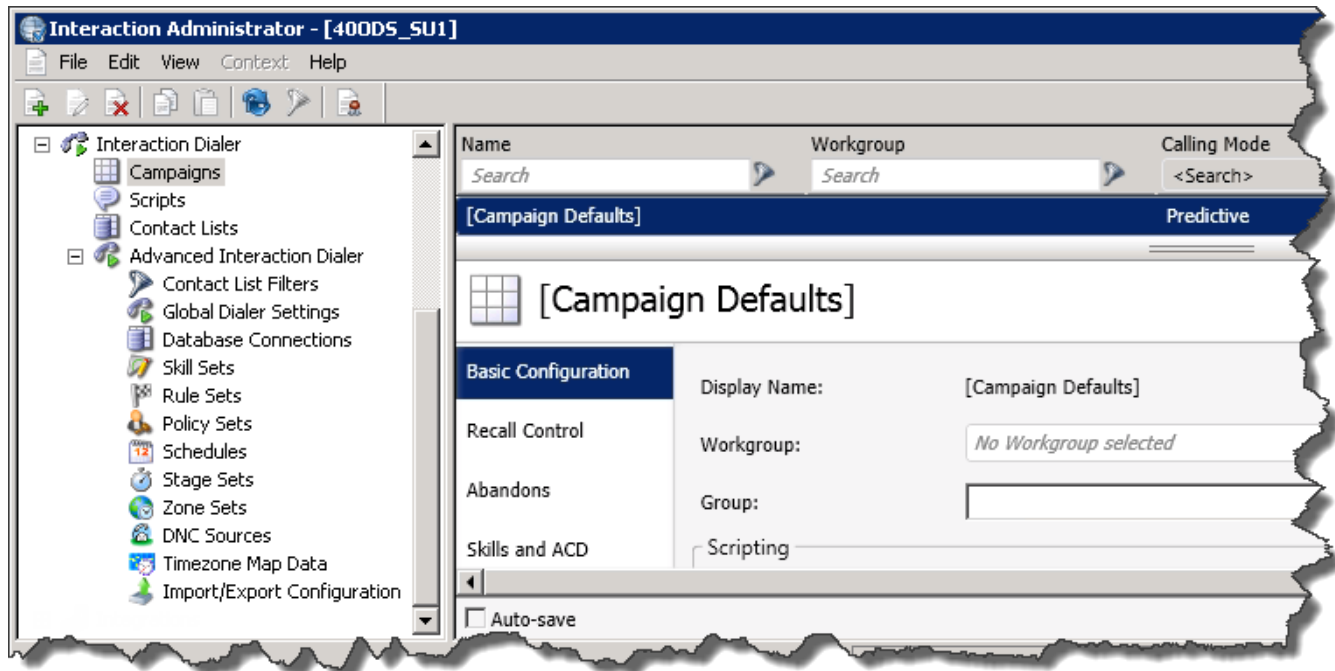 Interaction Administrator - [400DS_SU1]
File Edit View Context Help
Interaction Dialer
Campaigns
Scripts
Contact Lists
Advanced Interaction Dialer
Contact List Filters
Global Dialer Settings
Database Connections
Skill Sets
Rule Sets
Policy Sets
Schedules
Stage Sets
Zone Sets
DNC Sources
Timezone Map Data
Import/Export Configuration
Name Workgroup Calling Mode
Search Search <Search>
[Campaign Defaults] Predictive
[Campaign Defaults]
Basic Configuration
Recall Control
Abandons
Skills and ACD
Display Name: [Campaign Defaults]
Workgroup: No Workgroup selected
Group:
Scripting
Auto-save